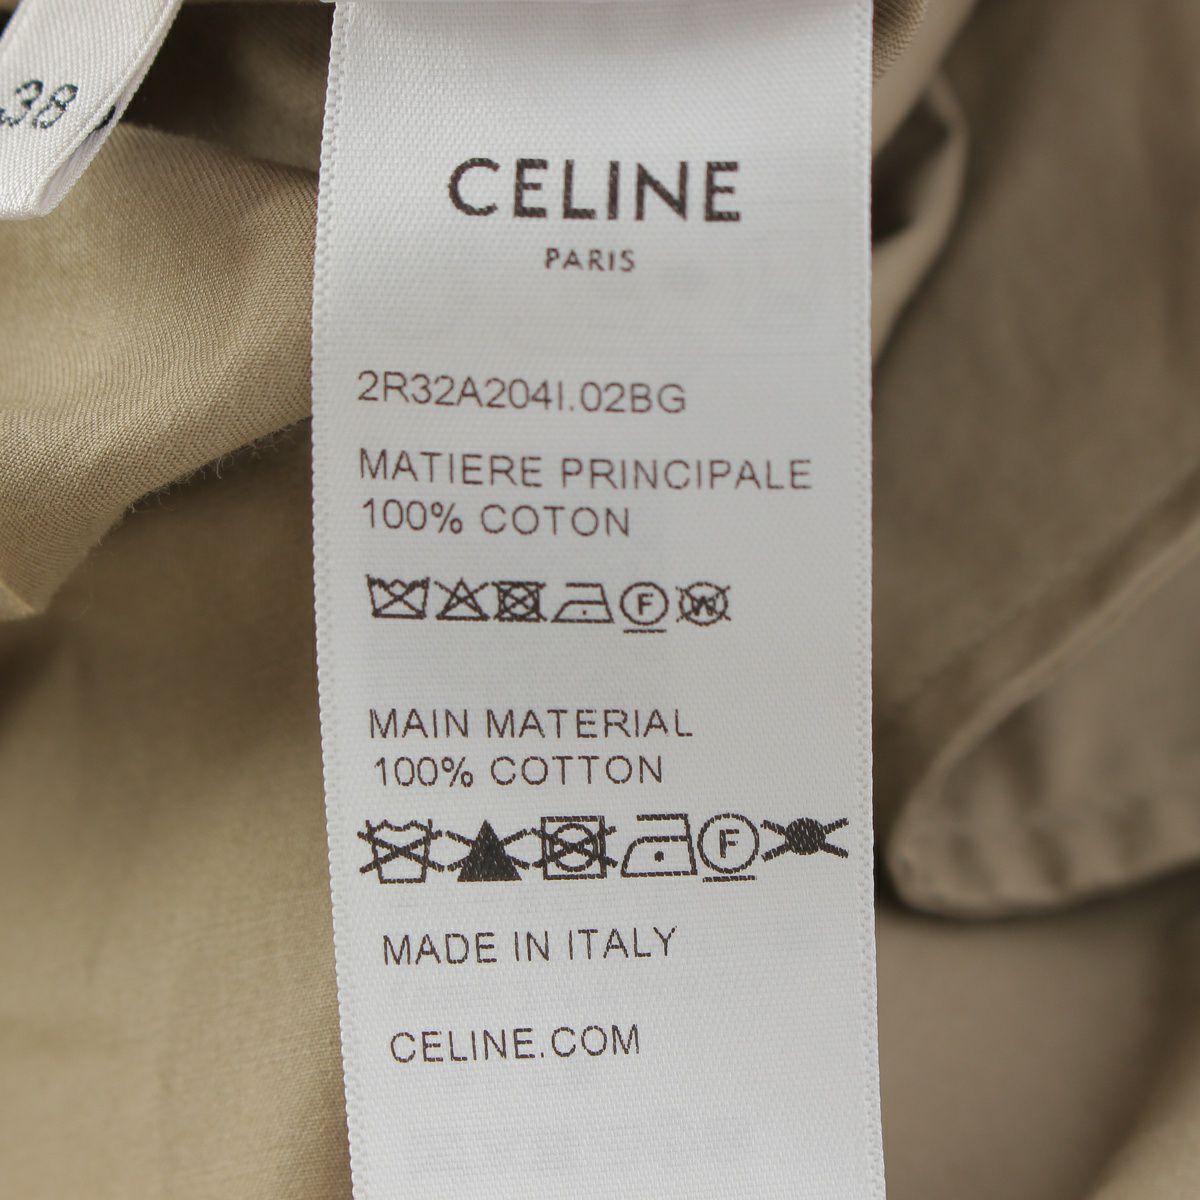 38
CELINE
PARIS
2R32A204I.02BG
MATIERE PRINCIPALE
100% COTON
F W
MAIN MATERIAL
100% COTTON
F
MADE IN ITALY
CELINE.COM